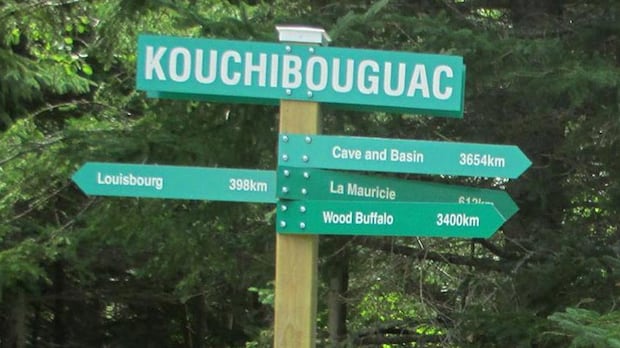 KOUCHIBOUGUAC
Cave and Basin 3654km
Louisbourg 398km
La Mauricie
Wood Buffalo 3400km